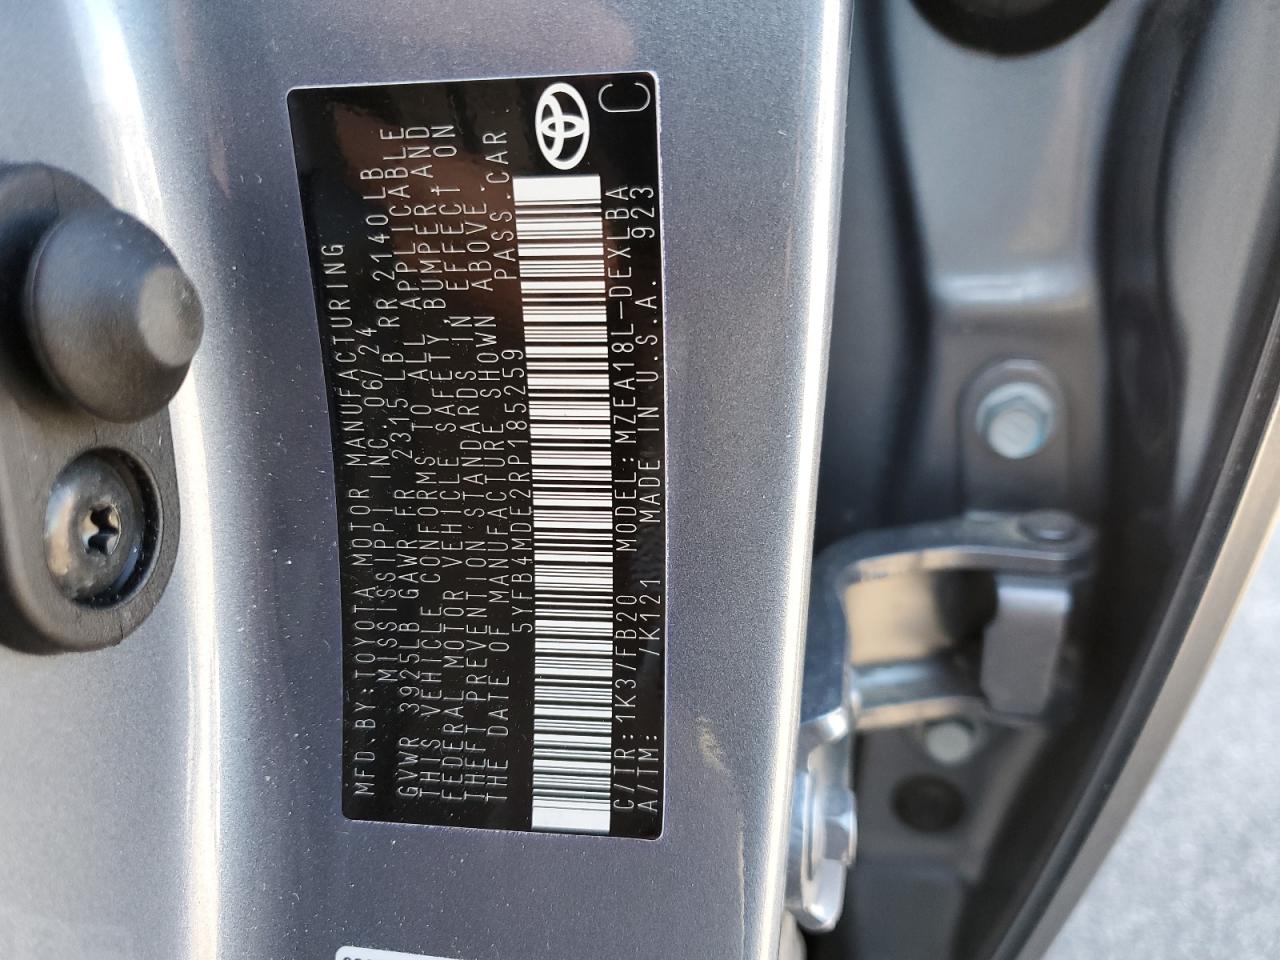 MFD.BY:TOYOTA MOTOR MANUFACTURING
MISSISSIPPI INC.06/24
GVWR 3925LB GAWR FR 2315LB RR 2140LB
THIS VEHICLE CONFORMS TO ALL APPLICABLE
FEDERAL MOTOR VEHICLE SAFETY BUMPER AND
THEFT PREVENTION STANDARDS IN EFFECT ON
THE DATE OF MANUFACTURE SHOWN ABOVE.
5YFB4MDE2RP185259 PASS.CAR
C/TR:1K3/FB20 MODEL:MZEA18L-DEXLBA
A/TM: /K121 MADE IN U.S.A. 923
C